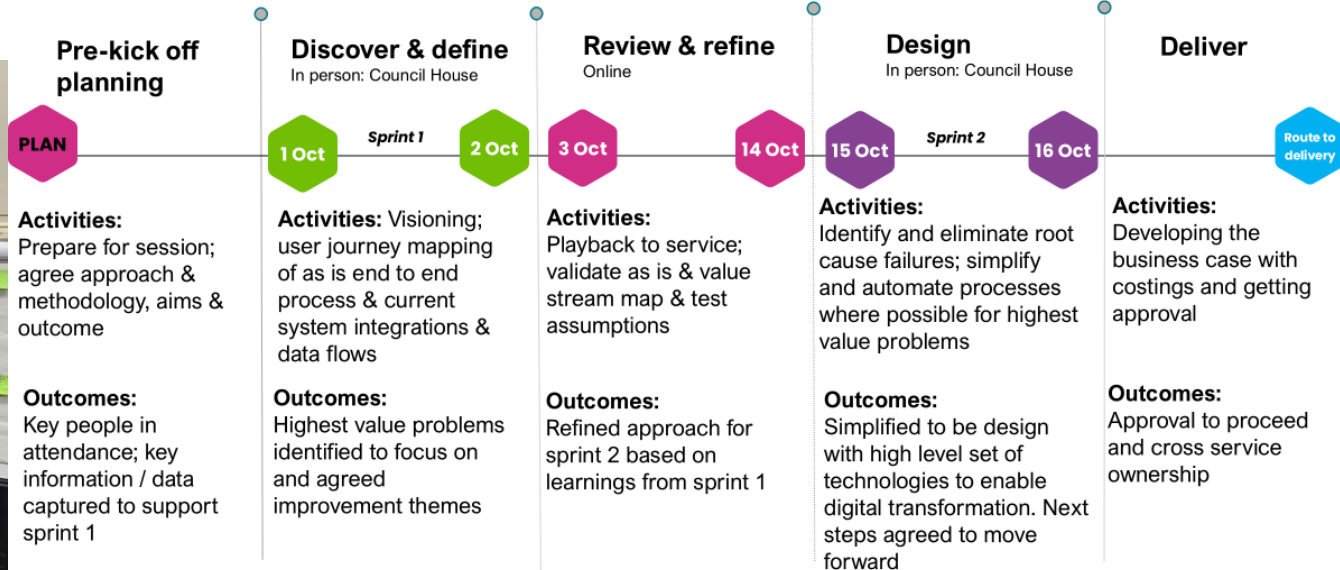 Pre-kick off
planning
Discover & define
In person: Council House
Review & refine
Online
Design
In person: Council House
Deliver
PLAN
1 Oct
Sprint 1
2 Oct
3 Oct
14 Oct
15 Oct
Sprint 2
16 Oct
Route to
delivery
Activities:
Prepare for session;
agree approach &
methodology, aims &
outcome
Activities: Visioning;
user journey mapping
of as is end to end
process & current
system integrations &
data flows
Activities:
Playback to service;
validate as is & value
stream map & test
assumptions
Activities:
Identify and eliminate root
cause failures; simplify
and automate processes
where possible for highest
value problems
Activities:
Developing the
business case with
costings and getting
approval
Outcomes:
Key people in
attendance; key
information / data
captured to support
sprint 1
Outcomes:
Highest value problems
identified to focus on
and agreed
improvement themes
Outcomes:
Refined approach for
sprint 2 based on
learnings from sprint 1
Outcomes:
Simplified to be design
with high level set of
technologies to enable
digital transformation. Next
steps agreed to move
forward
Outcomes:
Approval to proceed
and cross service
ownership